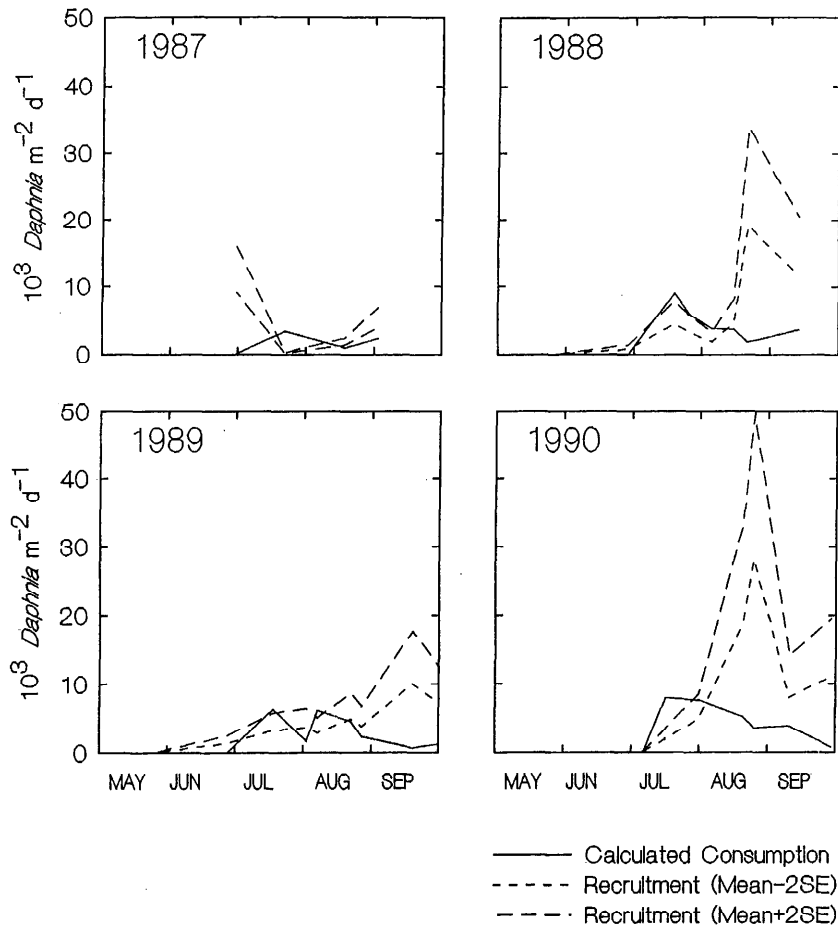 50
40
30
20
10
0
10³ Daphnia m⁻² d⁻¹
1987
1988
50
40
30
20
10
0
10³ Daphnia m⁻² d⁻¹
1989
1990
MAY JUN JUL AUG SEP
MAY JUN JUL AUG SEP
Calculated Consumption
Recruitment (Mean-2SE)
Recruitment (Mean+2SE)